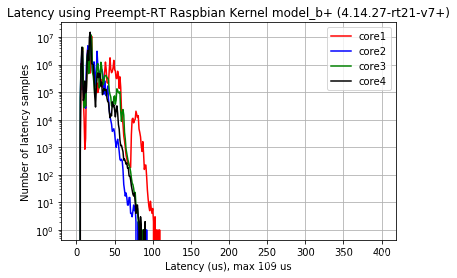 Latency using Preempt-RT Raspbian Kernel model_b+ (4.14.27-rt21-v7+)
Number of latency samples
10⁷
10⁶
10⁵
10⁴
10³
10²
10¹
10⁰
core1
core2
core3
core4
0 50 100 150 200 250 300 350 400
Latency (us), max 109 us